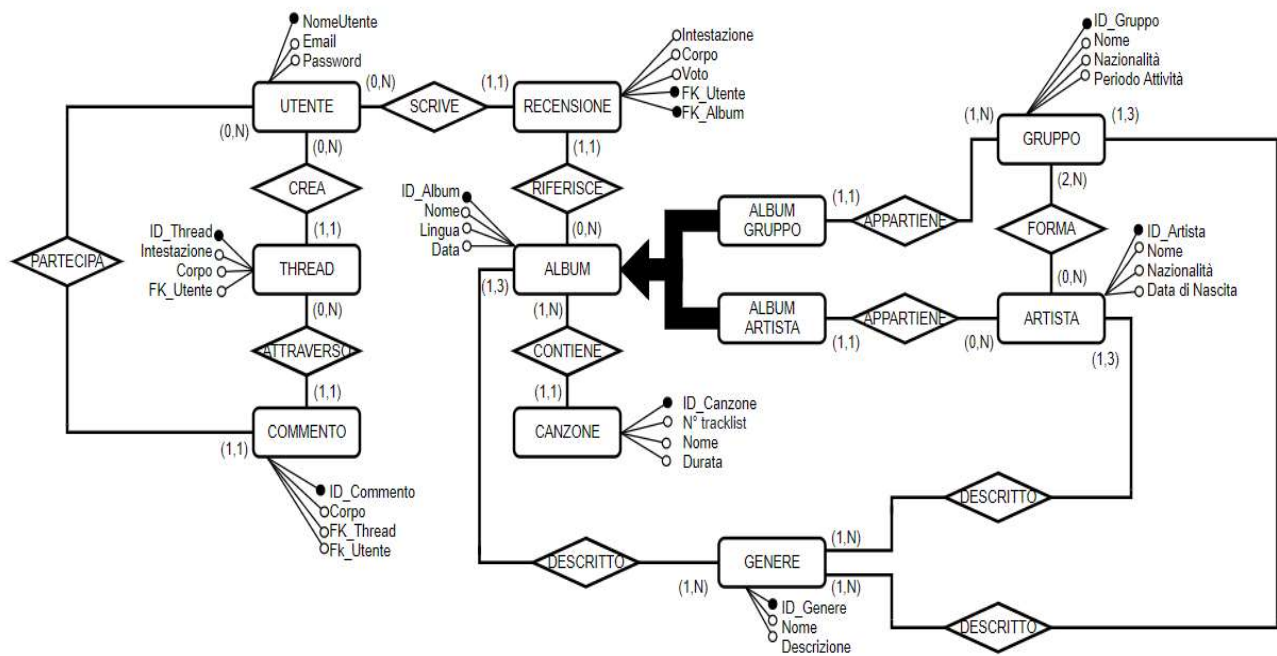 NomeUtente
Email
Password
(0,N)
UTENTE
SCRIVE
(1,1)
RECENSIONE
Intestazione
Corpo
Voto
FK_Utente
FK_Album
ID_Gruppo
Nome
Nazionalità
Periodo Attività
(1,N)
GRUPPO
(1,3)
(0,N)
(0,N)
CREA
(1,1)
RIFERISCE
(2,N)
FORMA
(0,N)
ID_Album
Nome
Lingua
Data
(0,N)
ALBUM
ALBUM
GRUPPO
(1,1)
APPARTIENE
ID_Artista
Nome
Nazionalità
Data di Nascita
ARTISTA
(1,3)
ALBUM
ARTISTA
(1,1)
APPARTIENE
(0,N)
PARTECIPA
(1,1)
ID_Thread
Intestazione
Corpo
FK_Utente
THREAD
(0,N)
ATTRAVERSO
(1,1)
COMMENTO
(1,1)
ID_Commento
Corpo
FK_Thread
Fk_Utente
(1,3)
(1,N)
CONTIENE
(1,1)
CANZONE
ID_Canzone
N° tracklist
Nome
Durata
DESCRITTO
(1,N)
GENERE
(1,N)
(1,N)
ID_Genere
Nome
Descrizione
DESCRITTO
DESCRITTO